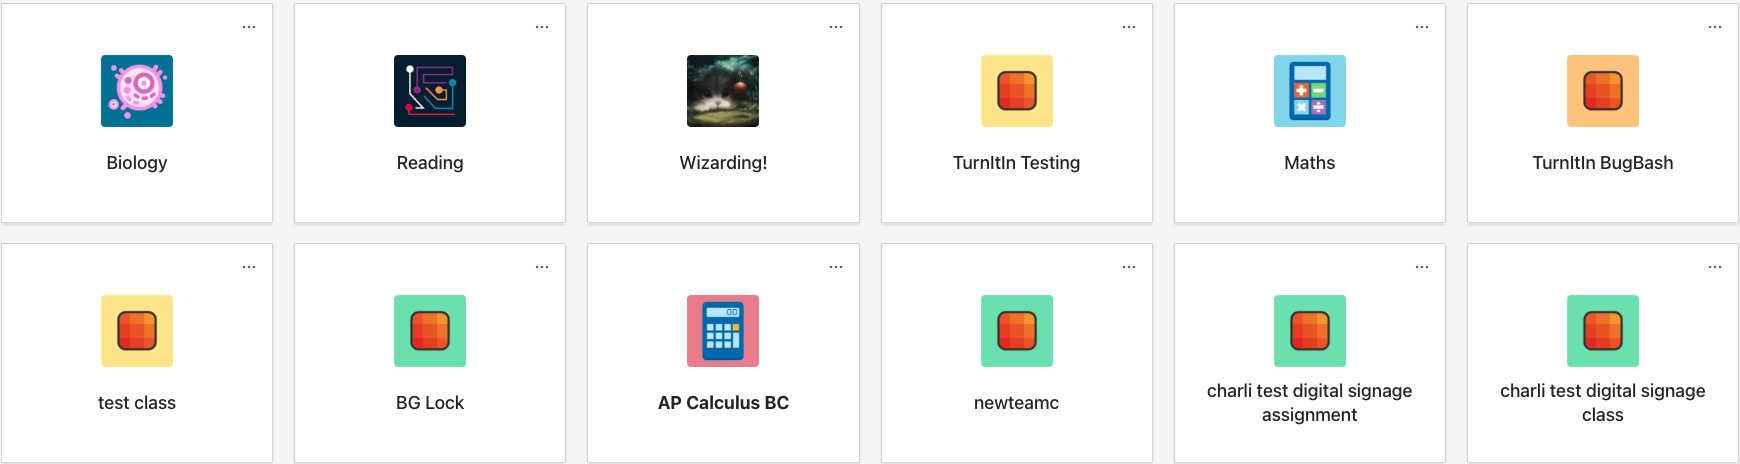 Biology
Reading
Wizarding!
TurnItIn Testing
Maths
TurnItIn BugBash
test class
BG Lock
AP Calculus BC
newteamc
charli test digital signage
assignment
charli test digital signage
class